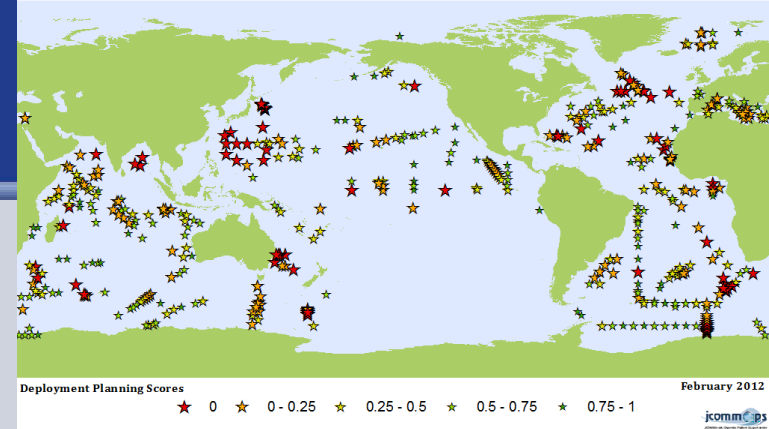 Deployment Planning Scores
February 2012
0
0 - 0.25
0.25 - 0.5
0.5 - 0.75
0.75 - 1
jcommops